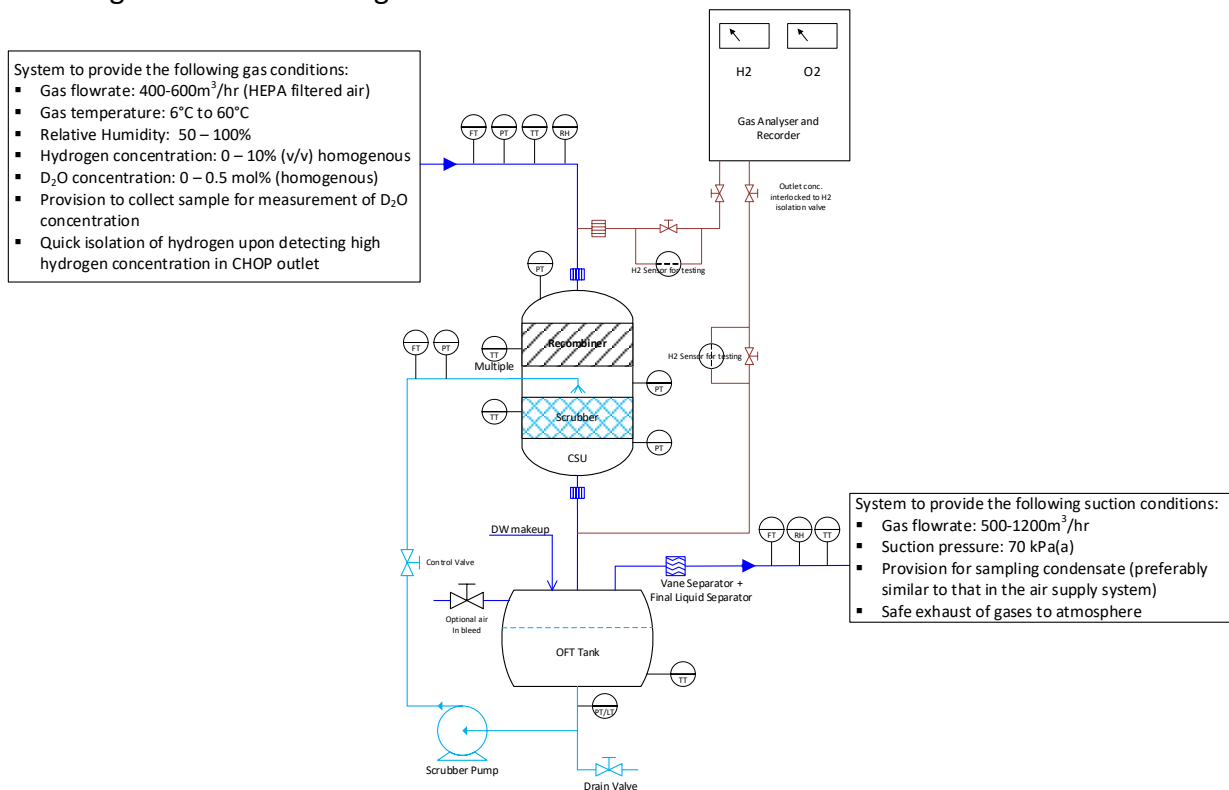 System to provide the following gas conditions:
▪ Gas flowrate: 400-600m³/hr (HEPA filtered air)
▪ Gas temperature: 6°C to 60°C
▪ Relative Humidity: 50 – 100%
▪ Hydrogen concentration: 0 – 10% (v/v) homogenous
▪ D₂O concentration: 0 – 0.5 mol% (homogenous)
▪ Provision to collect sample for measurement of D₂O
concentration
▪ Quick isolation of hydrogen upon detecting high
hydrogen concentration in CHOP outlet
FT
PT
TT
RH
H2
O2
Gas Analyser and
Recorder
Outlet conc.
interlocked to H2
isolation valve
H2 Sensor for testing
PT
FT
PT
TT
Multiple
Recombiner
PT
H2 Sensor for testing
TT
Scrubber
PT
CSU
DW makeup
Control Valve
Optional air
In bleed
Vane Separator +
Final Liquid Separator
FT
RH
TT
System to provide the following suction conditions:
▪ Gas flowrate: 500-1200m³/hr
▪ Suction pressure: 70 kPa(a)
▪ Provision for sampling condensate (preferably
similar to that in the air supply system)
▪ Safe exhaust of gases to atmosphere
OFT Tank
TT
PT/LT
Scrubber Pump
Drain Valve